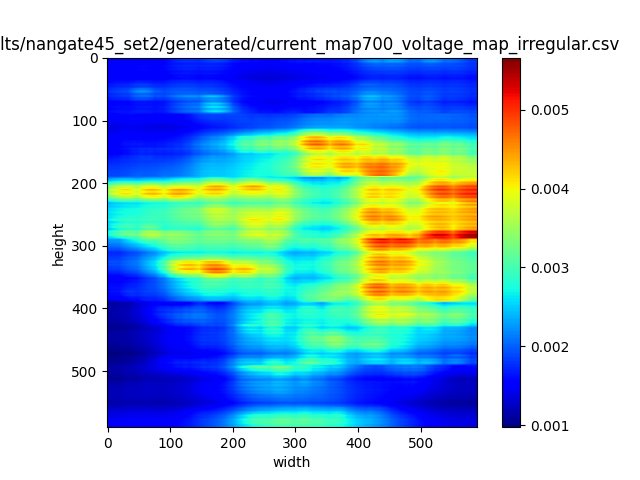 lts/nangate45_set2/generated/current_map700_voltage_map_irregular.csv
0
100
200
300
400
500
height
0 100 200 300 400 500
width
0.005
0.004
0.003
0.002
0.001